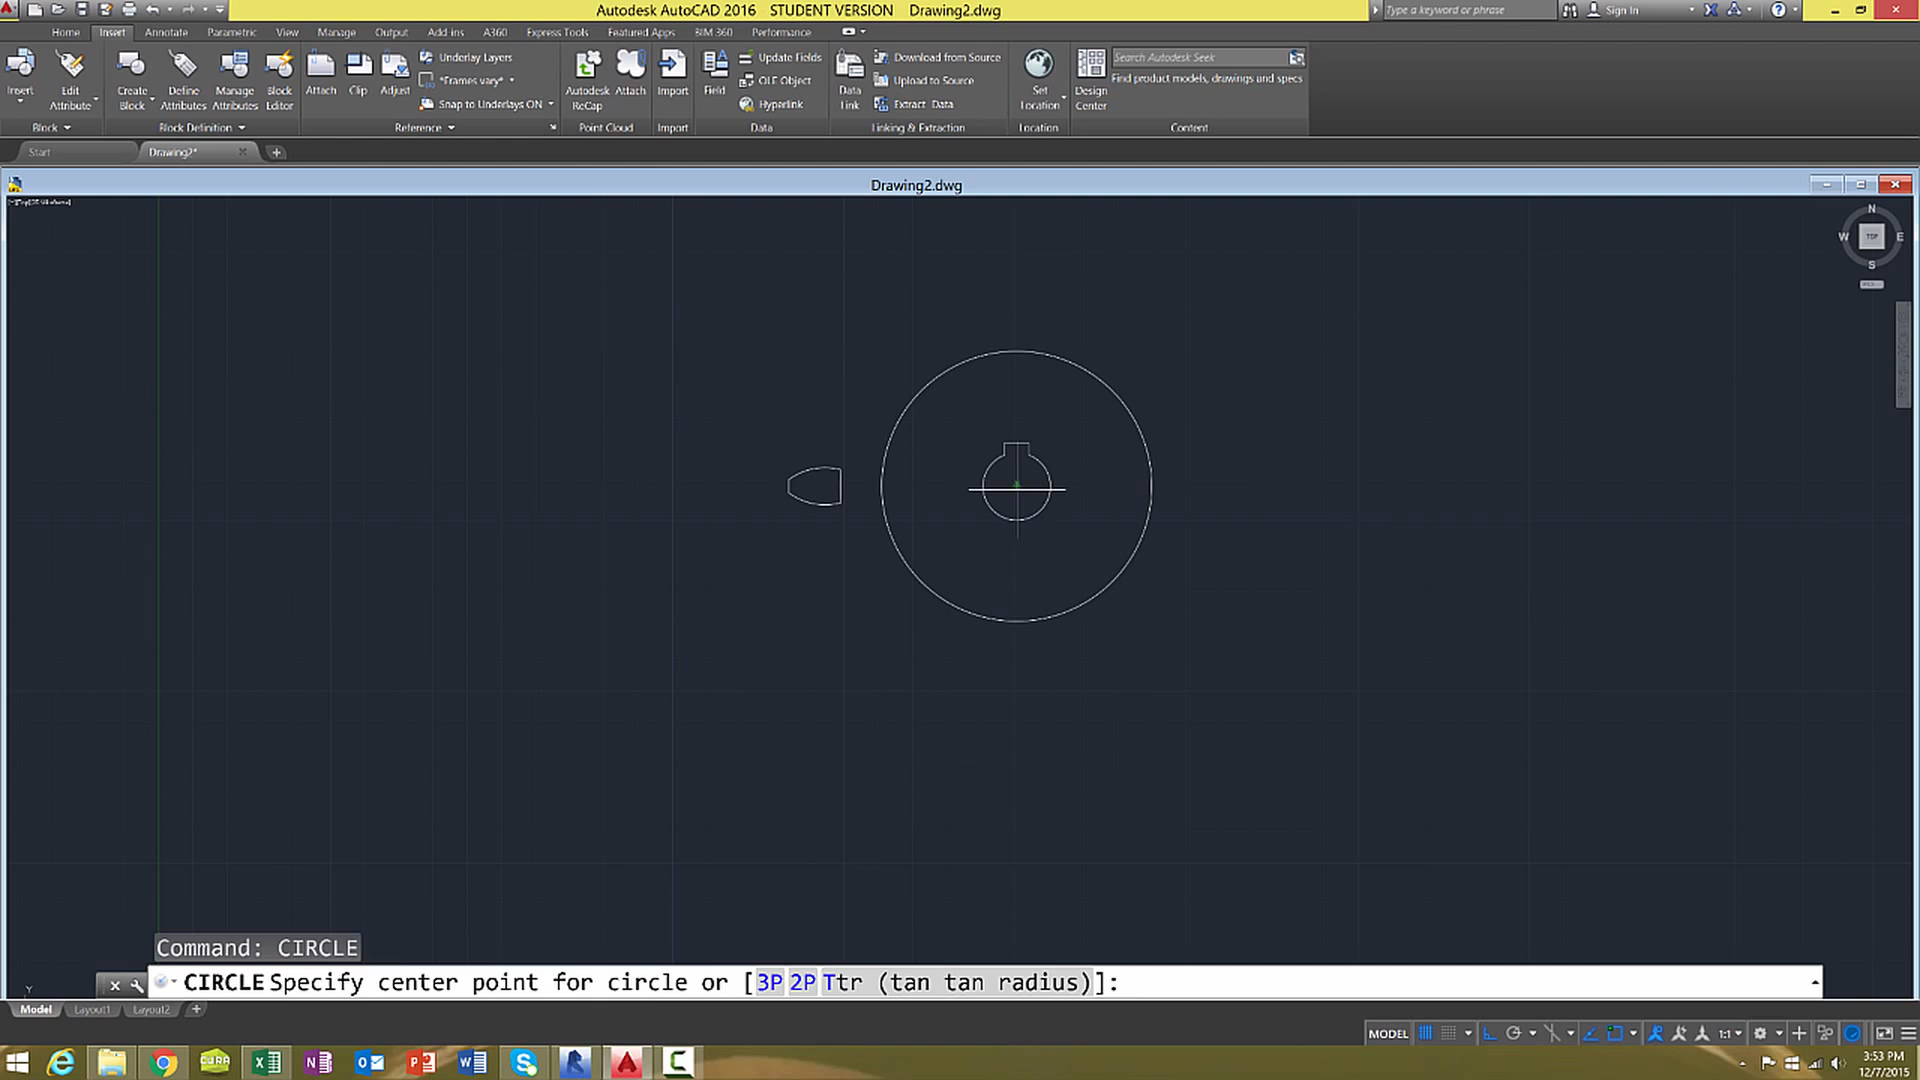 Autodesk AutoCAD 2016 STUDENT VERSION Drawing2.dwg
Type a keyword or phrase
Sign In
Home Insert Annotate Parametric View Manage Output Add-ins A360 Express Tools Featured Apps BIM 360 Performance
Insert
Edit Attribute
Create Block
Define Attributes
Manage Attributes
Block Editor
Attach
Clip
Adjust
Underlay Layers
*Frames vary*
Snap to Underlays ON
Autodesk ReCap
Attach
Import
Field
Update Fields
OLE Object
Hyperlink
Data Link
Download from Source
Upload to Source
Extract Data
Set Location
Design Center
Search Autodesk Seek
Find product models, drawings and specs
Block
Block Definition
Reference
Point Cloud
Import
Data
Linking & Extraction
Location
Content
Start
Drawing2*
Drawing2.dwg
N
W TOP E
S
Command: CIRCLE
CIRCLE Specify center point for circle or [3P 2P Ttr (tan tan radius)]:
Y
Model Layout1 Layout2
MODEL
1:1
CURA
3:53 PM
12/7/2015